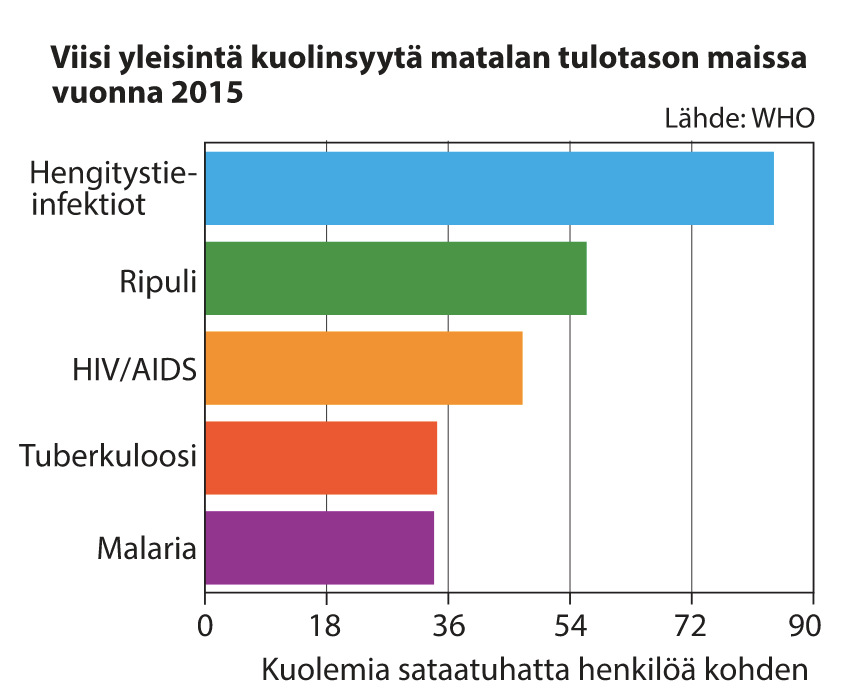 Viisi yleisintä kuolinsyytä matalan tulotason maissa
vuonna 2015
Lähde: WHO
Hengitystie-
infektiot
Ripuli
HIV/AIDS
Tuberkuloosi
Malaria
0 18 36 54 72 90
Kuolemia sataatuhatta henkilöä kohden